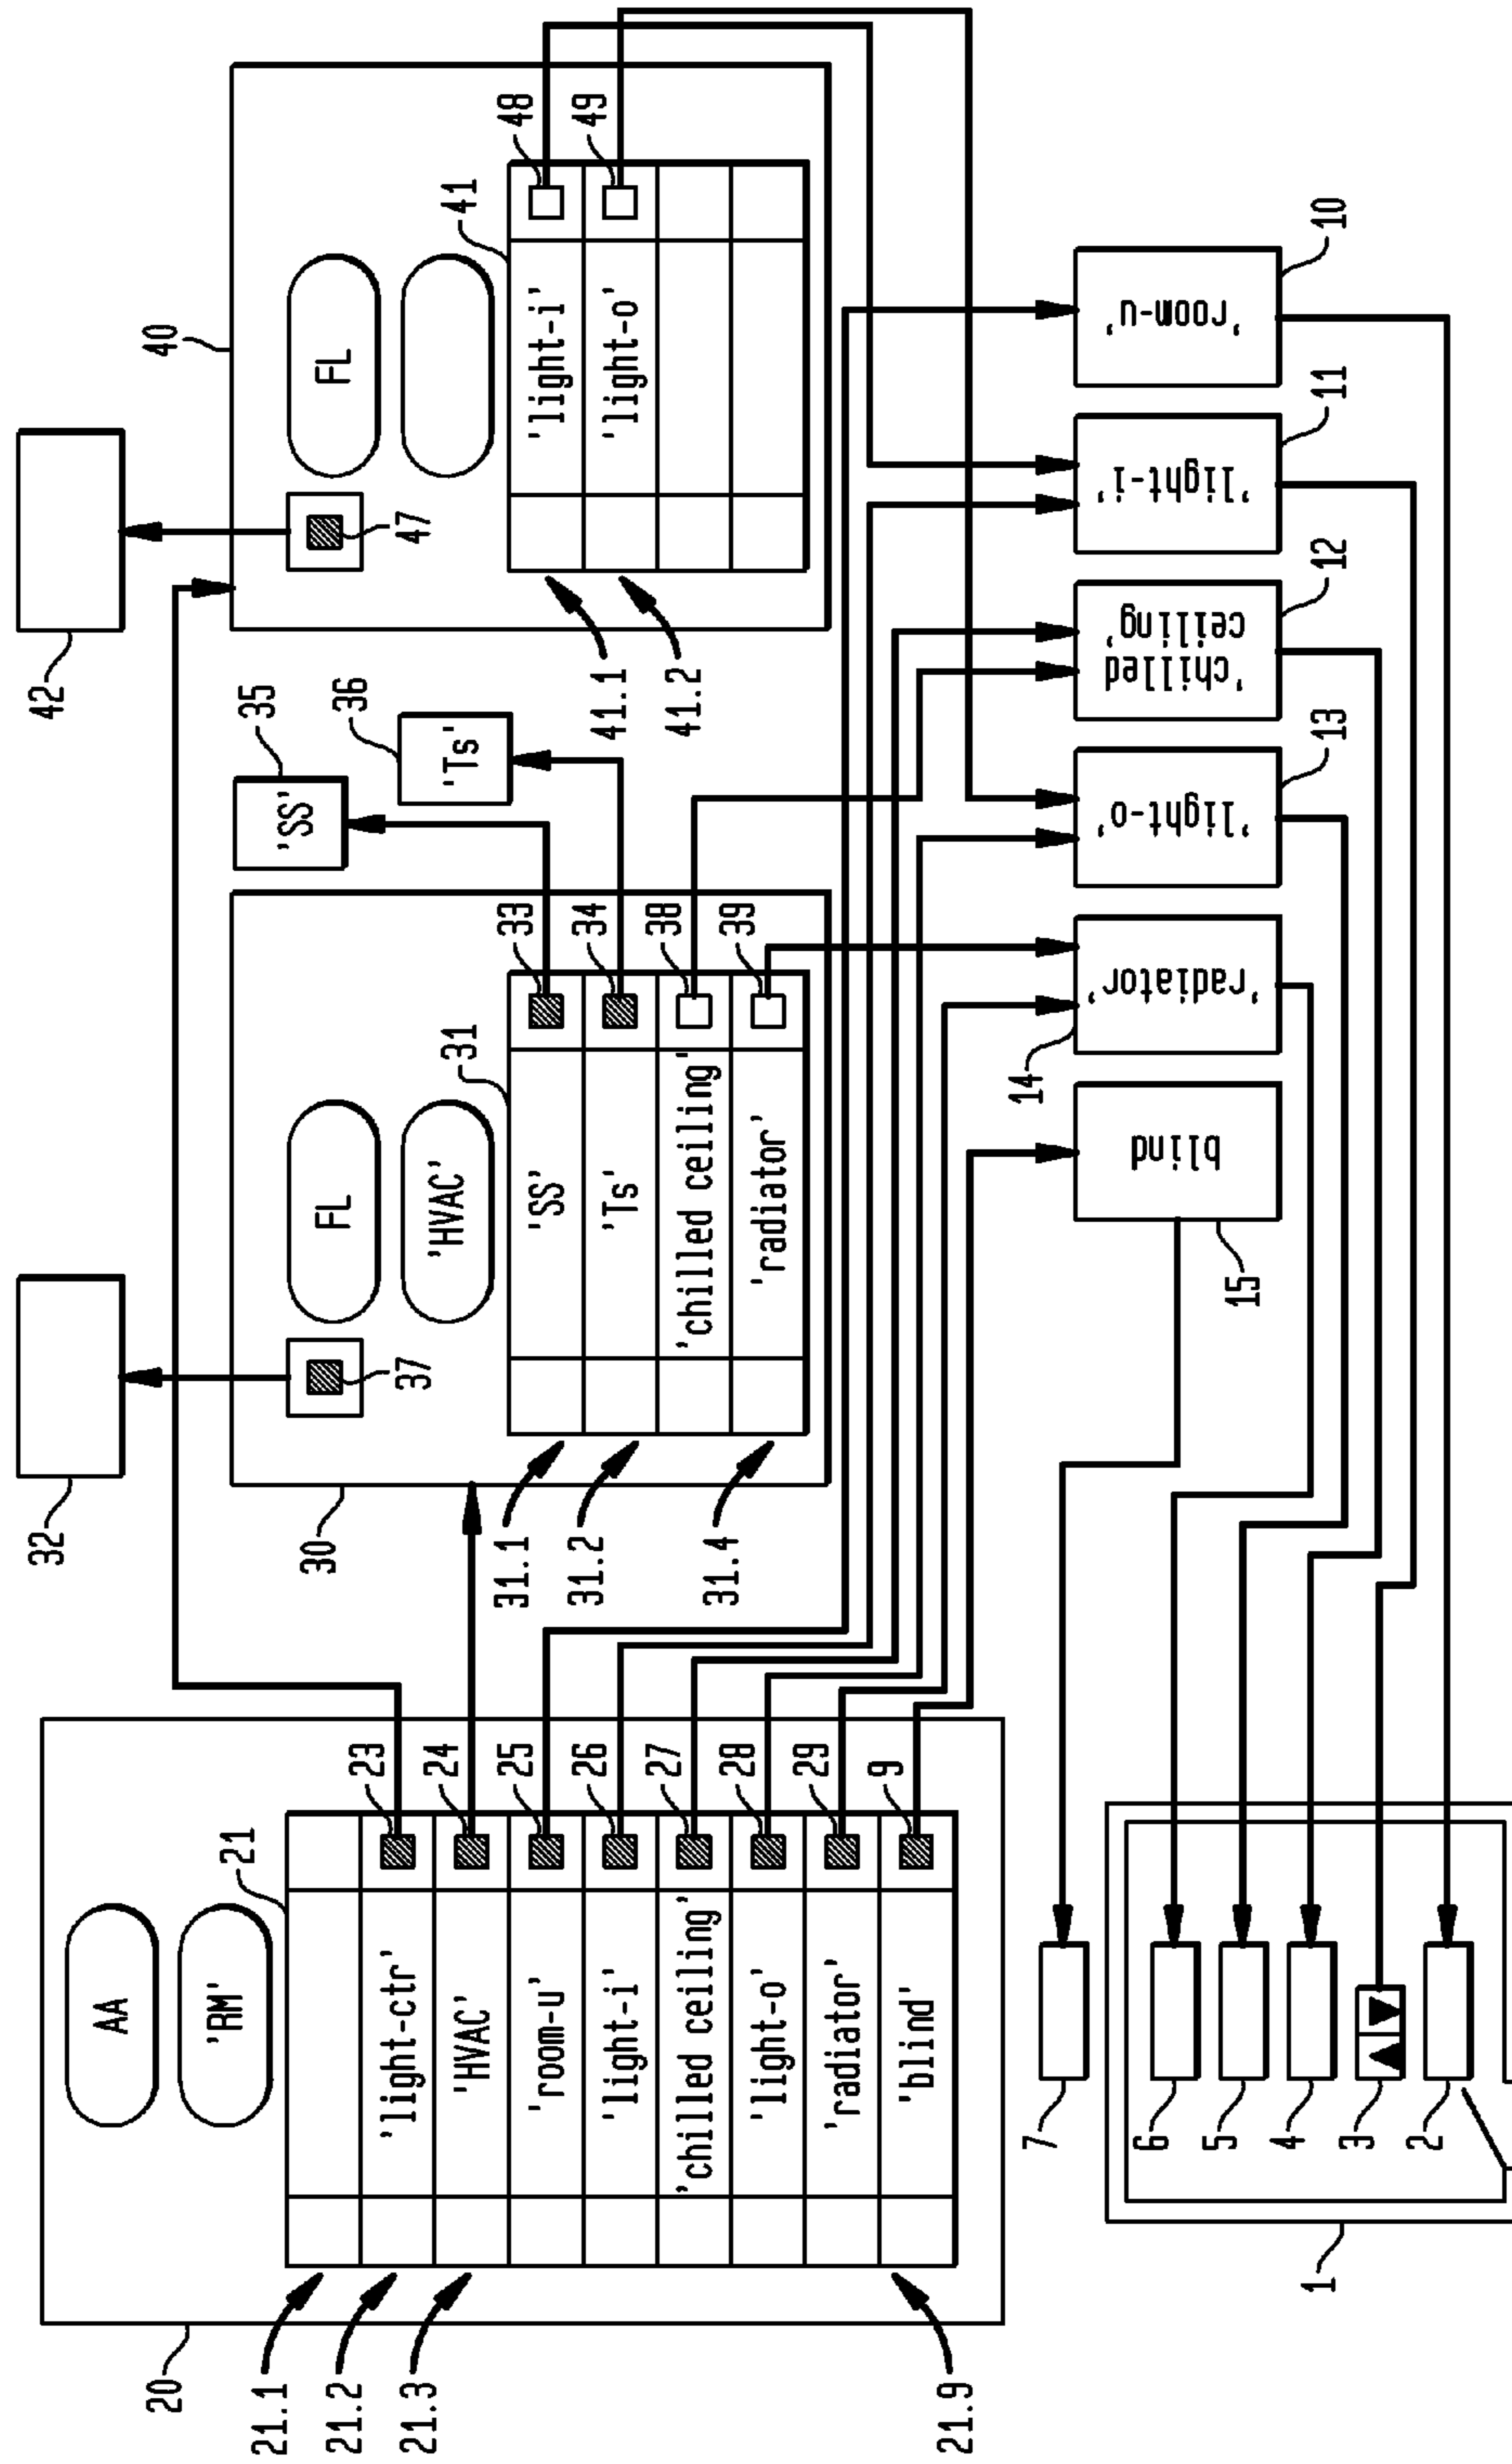 20
AA
'RM'
21
21.1
21.2
21.3
21.9
'light-ctr'
23
'HVAC'
24
'room-u'
25
'light-i'
26
'chilled ceiling'
27
'light-o'
28
'radiator'
29
'blind'
9
32
30
37
FL
'HVAC'
31
31.1
31.2
31.4
'SS'
33
'Ts'
34
'chilled ceiling'
38
'radiator'
39
35
'SS'
36
'Ts'
42
40
47
FL
41
41.1
41.2
'light-i'
48
'light-o'
49
7
6
5
4
3
2
1
15
blind
14
'radiator'
13
'light-o'
12
'chilled
ceiling'
11
'light-i'
10
'room-u'